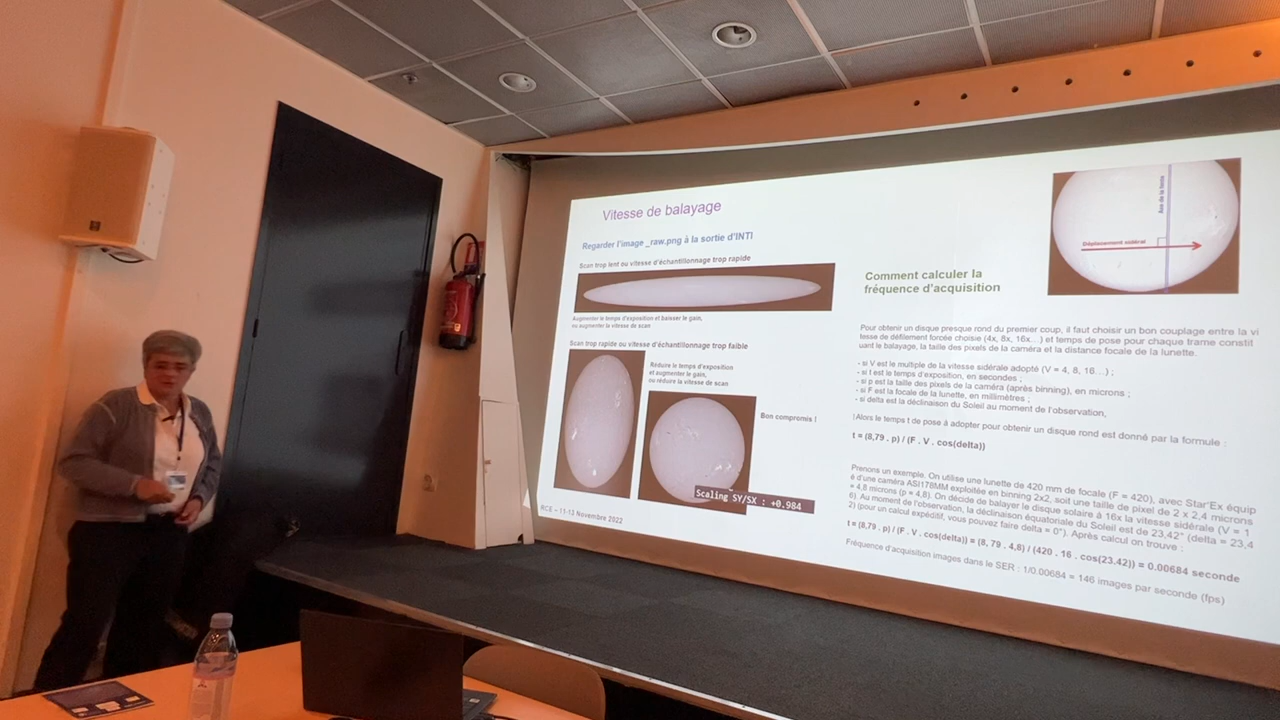 Vitesse de balayage
Regarder l'image _raw.png à la sortie d'INTI
Scan trop lent ou vitesse d'échantillonnage trop rapide
Augmenter le temps d'exposition et baisser le gain,
ou augmenter la vitesse de scan
Scan trop rapide ou vitesse d'échantillonnage trop faible
Réduire le temps d'exposition
et augmenter le gain,
ou réduire la vitesse de scan
Bon compromis !
Scaling SY/SX : +0.984
RCE – 11-13 Novembre 2022
Axe de la fente
Déplacement sidéral
Comment calculer la
fréquence d'acquisition
Pour obtenir un disque presque rond du premier coup, il faut choisir un bon couplage entre la vi
tesse de défilement forcée choisie (4x, 8x, 16x...) et temps de pose pour chaque trame constit
uant le balayage, la taille des pixels de la caméra et la distance focale de la lunette.
- si V est le multiple de la vitesse sidérale adopté (V = 4, 8, 16...) ;
- si t est le temps d'exposition, en secondes ;
- si p est la taille des pixels de la caméra (après binning), en microns ;
- si F est la focale de la lunette, en millimètres ;
- si delta est la déclinaison du Soleil au moment de l'observation,
Alors le temps t de pose à adopter pour obtenir un disque rond est donné par la formule :
t = (8,79 . p) / (F . V . cos(delta))
Prenons un exemple. On utilise une lunette de 420 mm de focale (F = 420), avec Star'Ex équip
é d'une caméra ASI178MM exploitée en binning 2x2, soit une taille de pixel de 2 x 2,4 microns
= 4,8 microns (p = 4,8). On décide de balayer le disque solaire à 16x la vitesse sidérale (V = 1
6). Au moment de l'observation, la déclinaison équatoriale du Soleil est de 23,42° (delta = 23,4
2) (pour un calcul expéditif, vous pouvez faire delta = 0°). Après calcul on trouve :
t = (8,79 . p) / (F . V . cos(delta)) = (8, 79 . 4,8) / (420 . 16 . cos(23,42)) = 0.00684 seconde
Fréquence d'acquisition images dans le SER : 1/0.00684 = 146 images par seconde (fps)